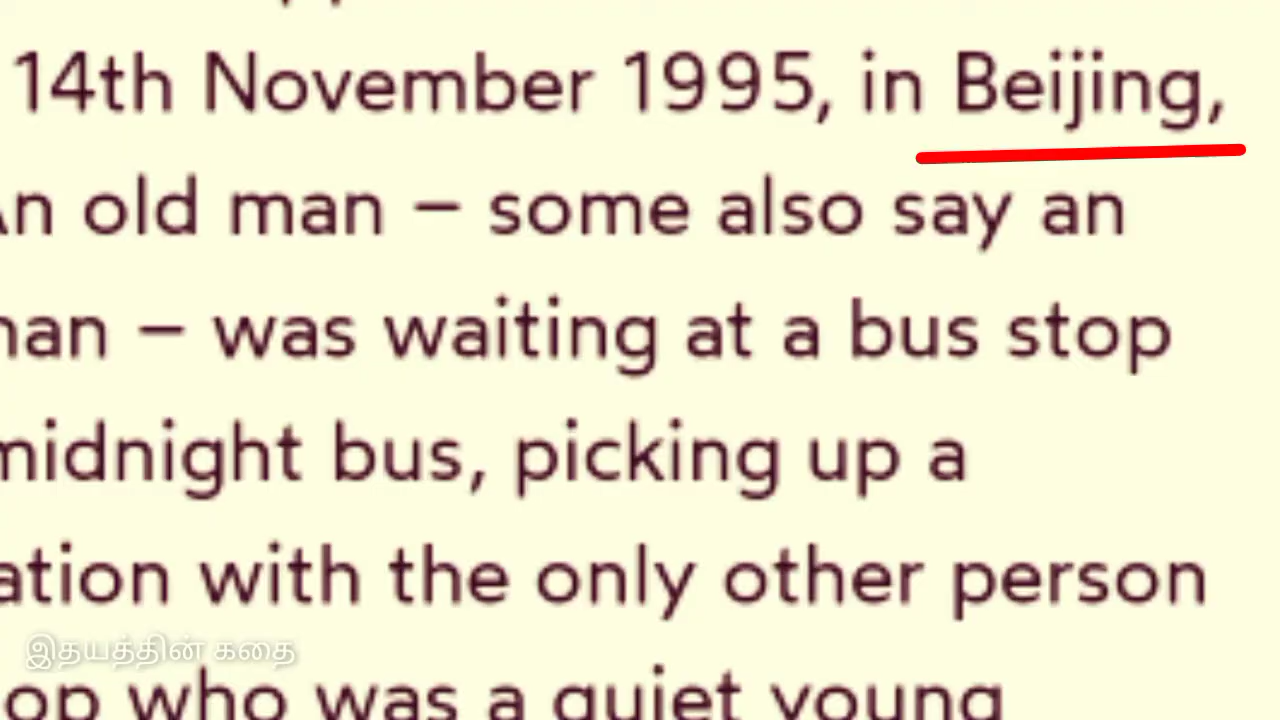 14th November 1995, in Beijing,
old man – some also say an
– was waiting at a bus stop
midnight bus, picking up a
with the only other person
இதயத்தின் கதை
who was a quiet young